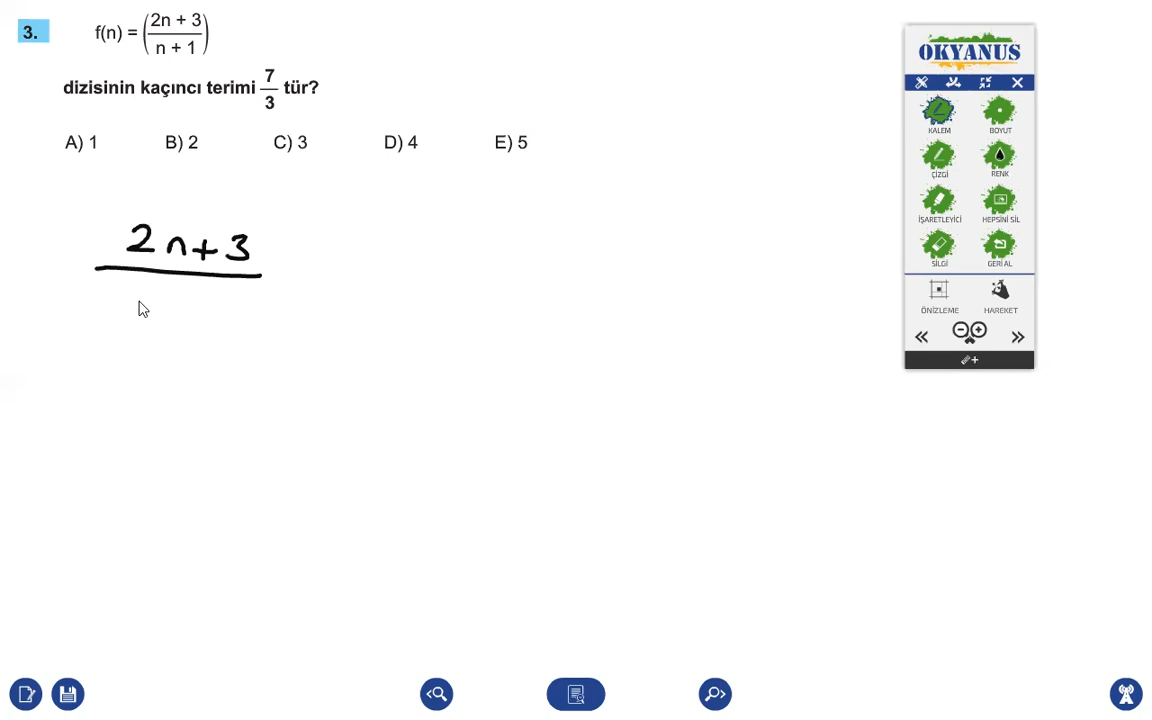 3.
f(n) = (2n + 3 / n + 1)
dizisinin kaçıncı terimi 7/3 tür?
A) 1 B) 2 C) 3 D) 4 E) 5
2n+3
OKYANUS
KALEM BOYUT
ÇİZGİ RENK
İŞARETLEYİCİ HEPSİNİ SİL
SİLGİ GERİ AL
ÖNİZLEME HAREKET